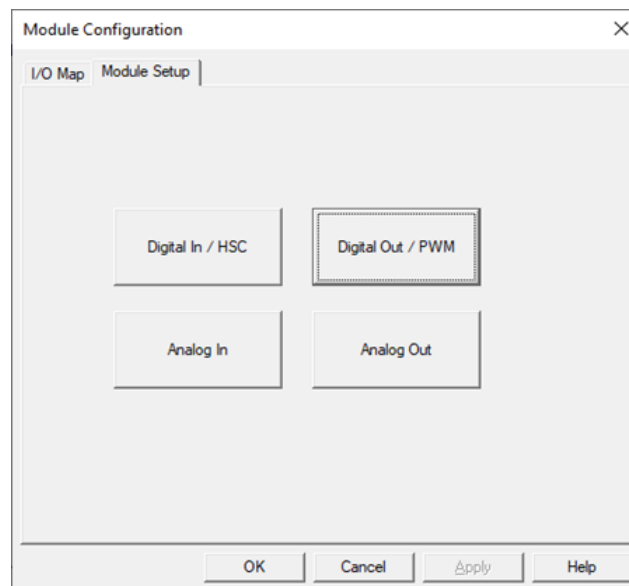 Module Configuration
I/O Map Module Setup
Digital In / HSC Digital Out / PWM
Analog In Analog Out
OK Cancel Apply Help